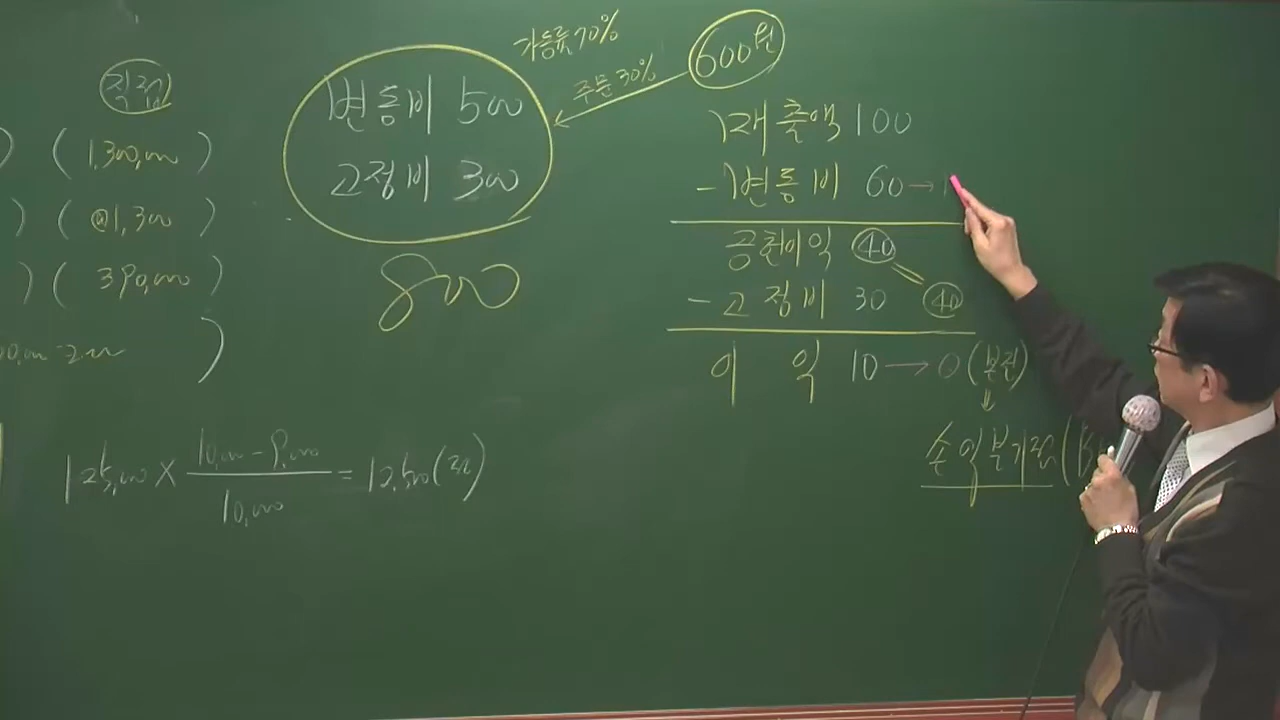 직접
( 1,300,000 )
) ( @1,300 )
) ( 390,000 )
)
변동비 500
고정비 300
800
가동률 70%
주문 30%
600원
매출액 100
- 변동비 60 →
공헌이익 40
- 고정비 30 40
이 익 10 → 0 (본전)
⇓
손익분기점 (B
125,000 × (10,000 - 9,000) / 10,000 = 12,500